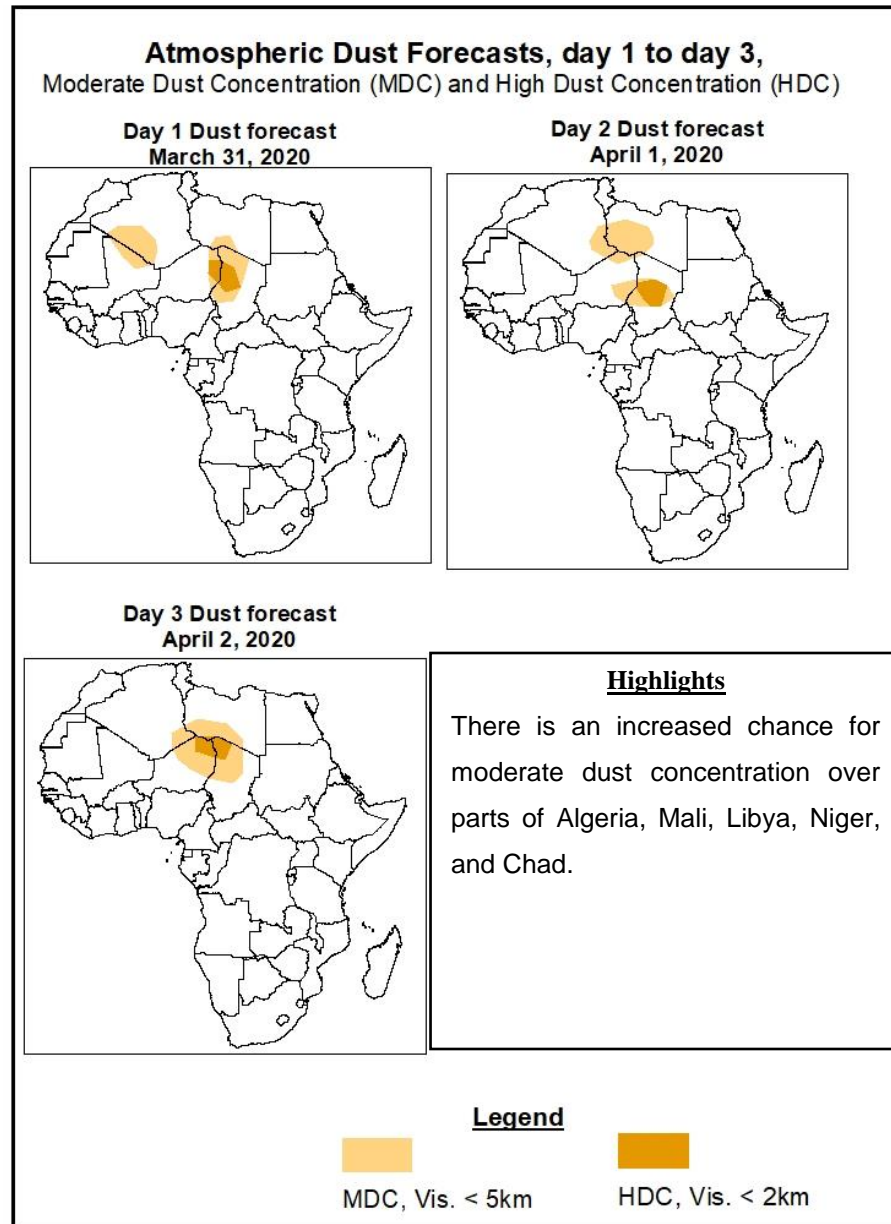 Atmospheric Dust Forecasts, day 1 to day 3,
Moderate Dust Concentration (MDC) and High Dust Concentration (HDC)
Day 1 Dust forecast
March 31, 2020
Day 2 Dust forecast
April 1, 2020
Day 3 Dust forecast
April 2, 2020
Highlights
There is an increased chance for
moderate dust concentration over
parts of Algeria, Mali, Libya, Niger,
and Chad.
Legend
MDC, Vis. < 5km
HDC, Vis. < 2km